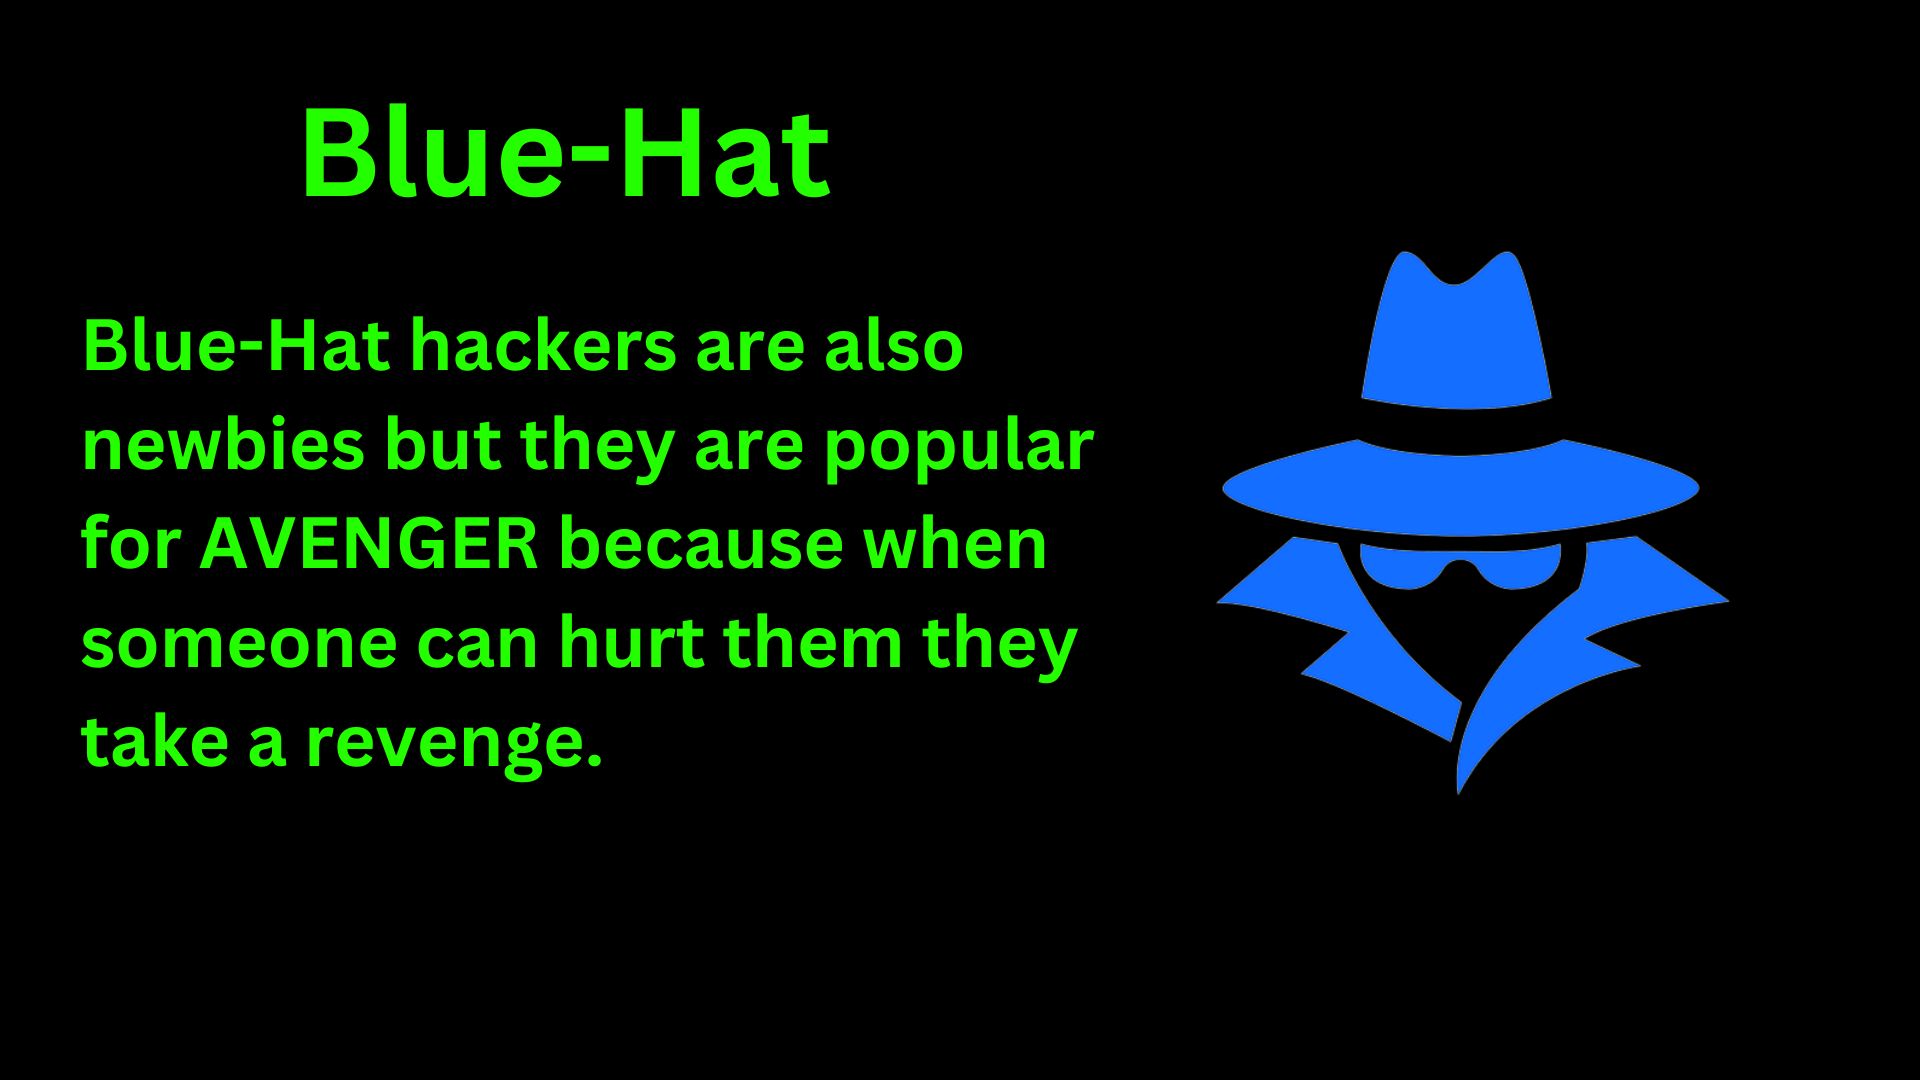 Blue-Hat
Blue-Hat hackers are also
newbies but they are popular
for AVENGER because when
someone can hurt them they
take a revenge.